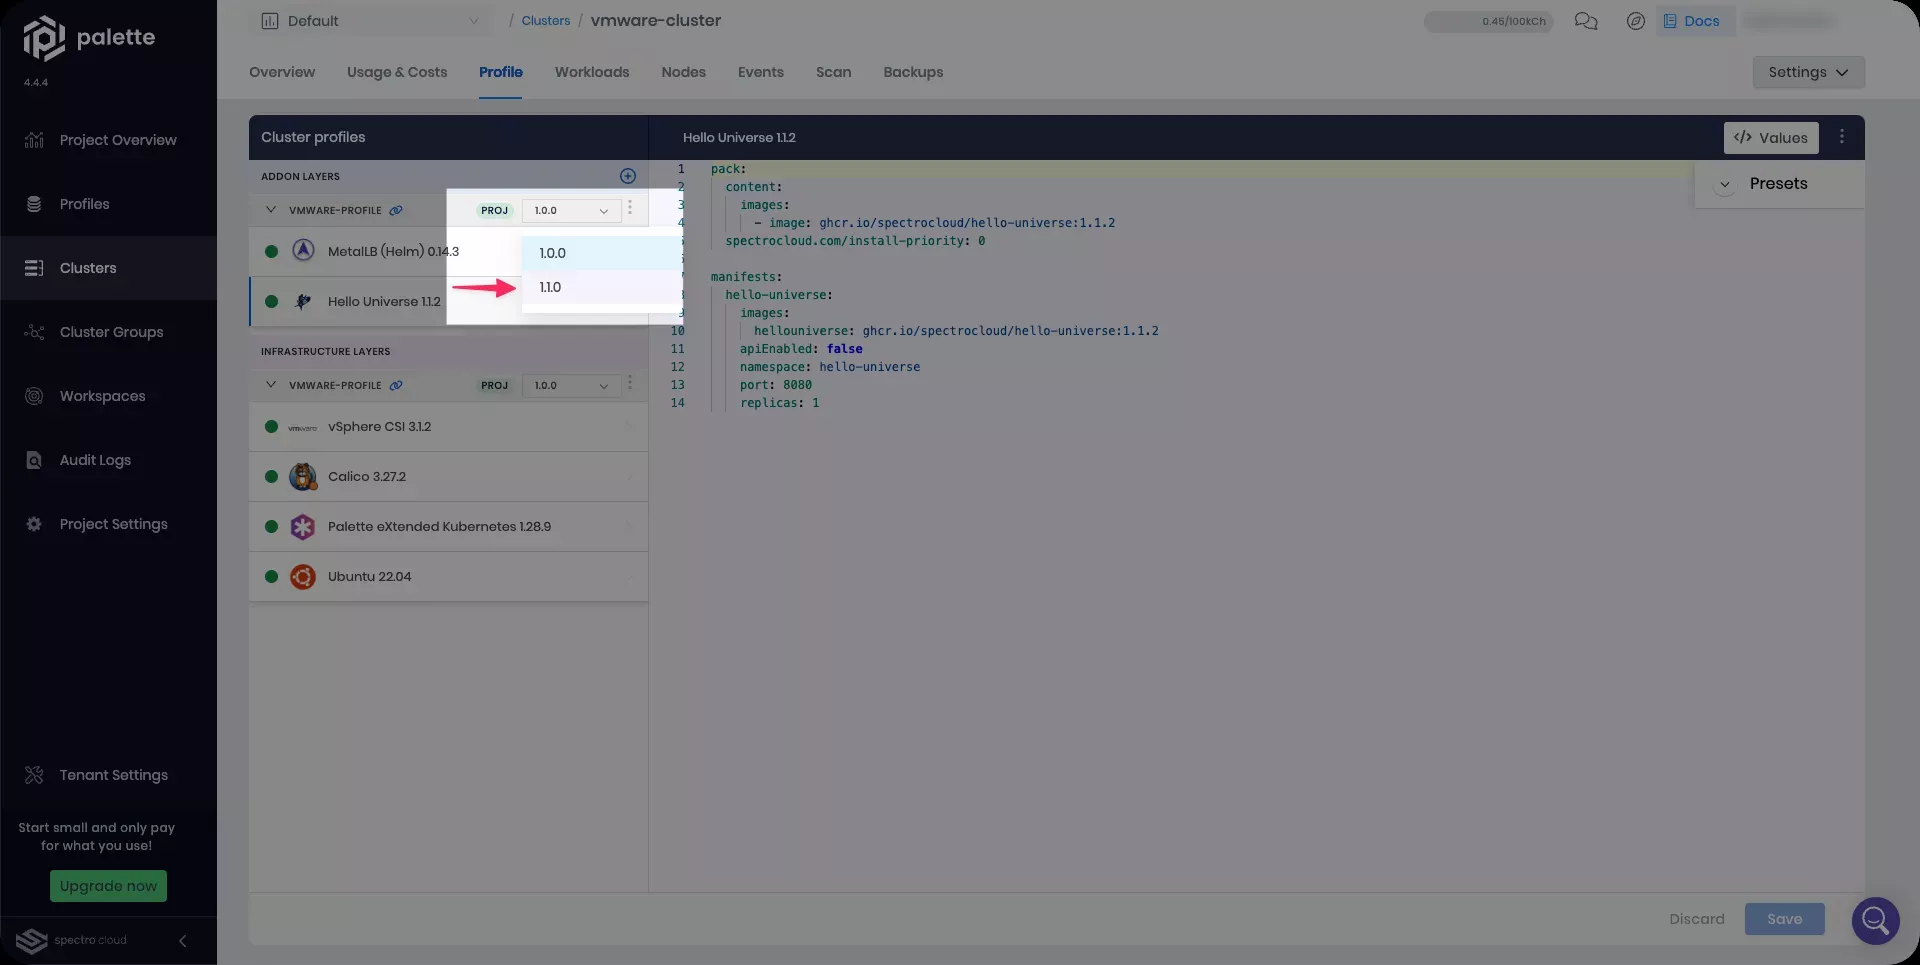 palette
4.4.4
Project Overview
Profiles
Clusters
Cluster Groups
Workspaces
Audit Logs
Project Settings
Tenant Settings
Start small and only pay
for what you use!
Upgrade now
spectro cloud
Default
/ Clusters / vmware-cluster
0.45/100kCh
Docs
Overview Usage & Costs Profile Workloads Nodes Events Scan Backups
Settings
Cluster profiles
ADDON LAYERS
VMWARE-PROFILE PROJ 1.0.0
MetalLB (Helm) 0.14.3
1.0.0
1.1.0
Hello Universe 1.1.2
INFRASTRUCTURE LAYERS
VMWARE-PROFILE PROJ 1.0.0
vmware vSphere CSI 3.1.2
Calico 3.27.2
Palette eXtended Kubernetes 1.28.9
Ubuntu 22.04
Hello Universe 1.1.2
</> Values
Presets
1 pack:
2 content:
3 images:
4 - image: ghcr.io/spectrocloud/hello-universe:1.1.2
spectrocloud.com/install-priority: 0
manifests:
hello-universe:
images:
10 hellouniverse: ghcr.io/spectrocloud/hello-universe:1.1.2
11 apiEnabled: false
12 namespace: hello-universe
13 port: 8080
14 replicas: 1
Discard
Save